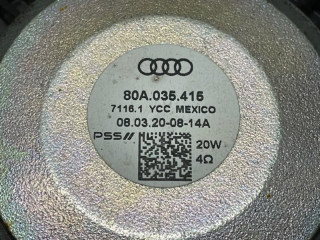 80A.035.415
7116.1 YCC MEXICO
08.03.20-08-14A
PSS//
20W
4Ω